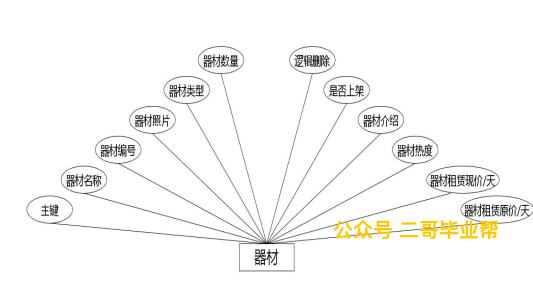 器材数量
逻辑删除
器材类型
是否上架
器材照片
器材介绍
器材编号
器材热度
器材名称
器材租赁现价/天
主键
器材租赁原价/天
公众号 二哥毕业帮
器材